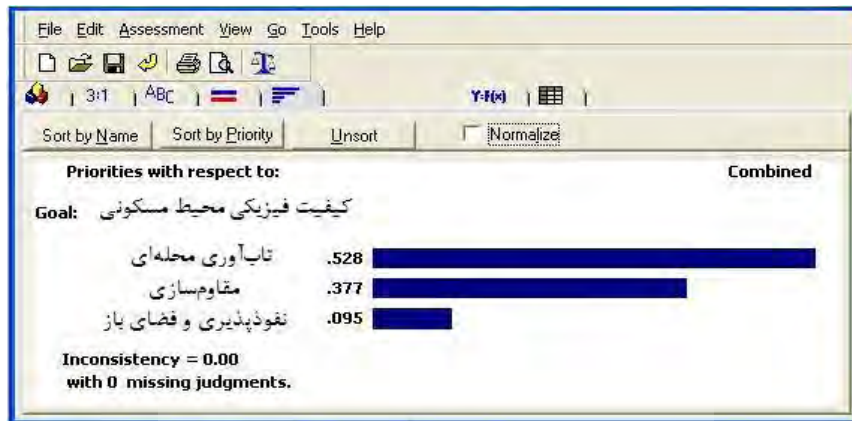 File Edit Assessment View Go Tools Help
3:1 ABC Y=F(x)
Sort by Name Sort by Priority Unsort Normalize
Priorities with respect to: Combined
Goal: کیفیت فیزیکی محیط مسکونی
تاب‌آوری محله‌ای .528
مقاوم‌سازی .377
نفوذپذیری و فضای باز .095
Inconsistency = 0.00
with 0 missing judgments.